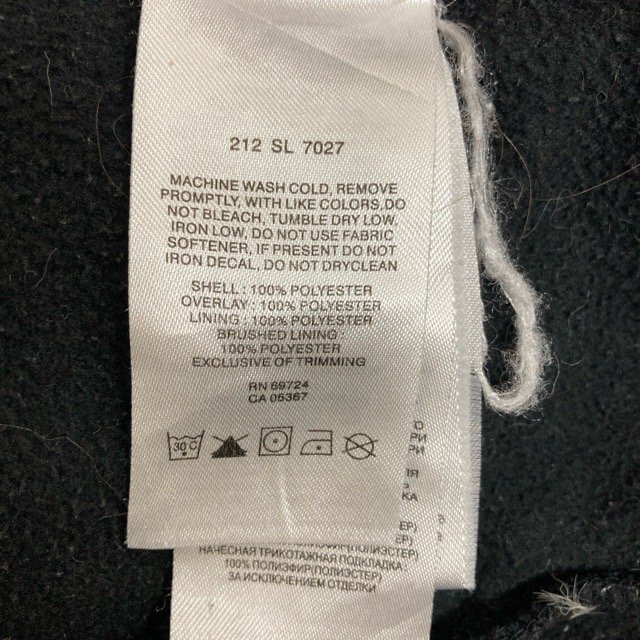 212 SL 7027
MACHINE WASH COLD, REMOVE
PROMPTLY, WITH LIKE COLORS,DO
NOT BLEACH, TUMBLE DRY LOW,
IRON LOW, DO NOT USE FABRIC
SOFTENER, IF PRESENT DO NOT
IRON DECAL, DO NOT DRYCLEAN
SHELL : 100% POLYESTER
OVERLAY : 100% POLYESTER
LINING : 100% POLYESTER
BRUSHED LINING
100% POLYESTER
EXCLUSIVE OF TRIMMING
RN 69724
CA 05367
30
НАЧЕСНАЯ ТРИКОТАЖНАЯ ПОДКЛАДКА :
100% ПОЛИЭФИР(ПОЛИЭСТЕР)
ЗА ИСКЛЮЧЕНИЕМ ОТДЕЛКИ